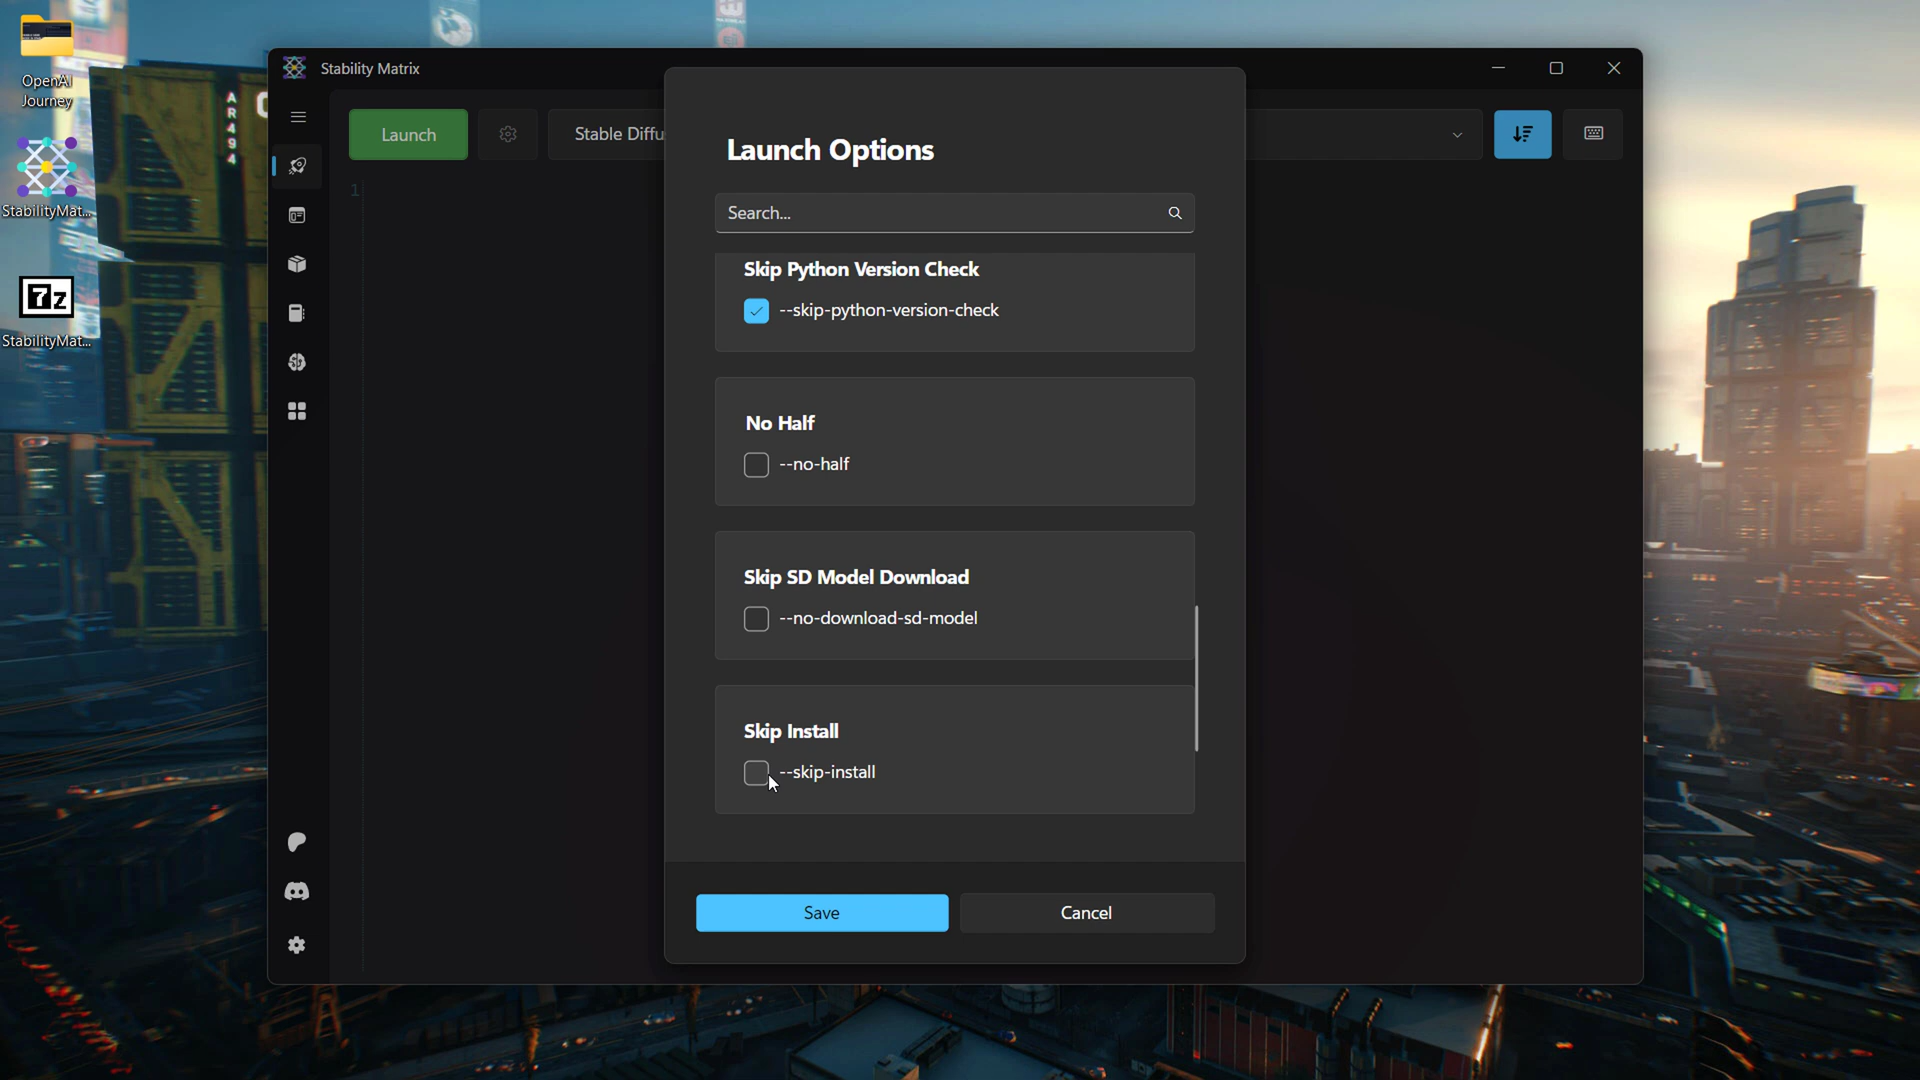 OpenAI
Journey
StabilityMat...
7z
StabilityMat...
AR494
Stability Matrix
Launch
Stable Diffu
1
Launch Options
Search...
Skip Python Version Check
--skip-python-version-check
No Half
--no-half
Skip SD Model Download
--no-download-sd-model
Skip Install
--skip-install
Save
Cancel